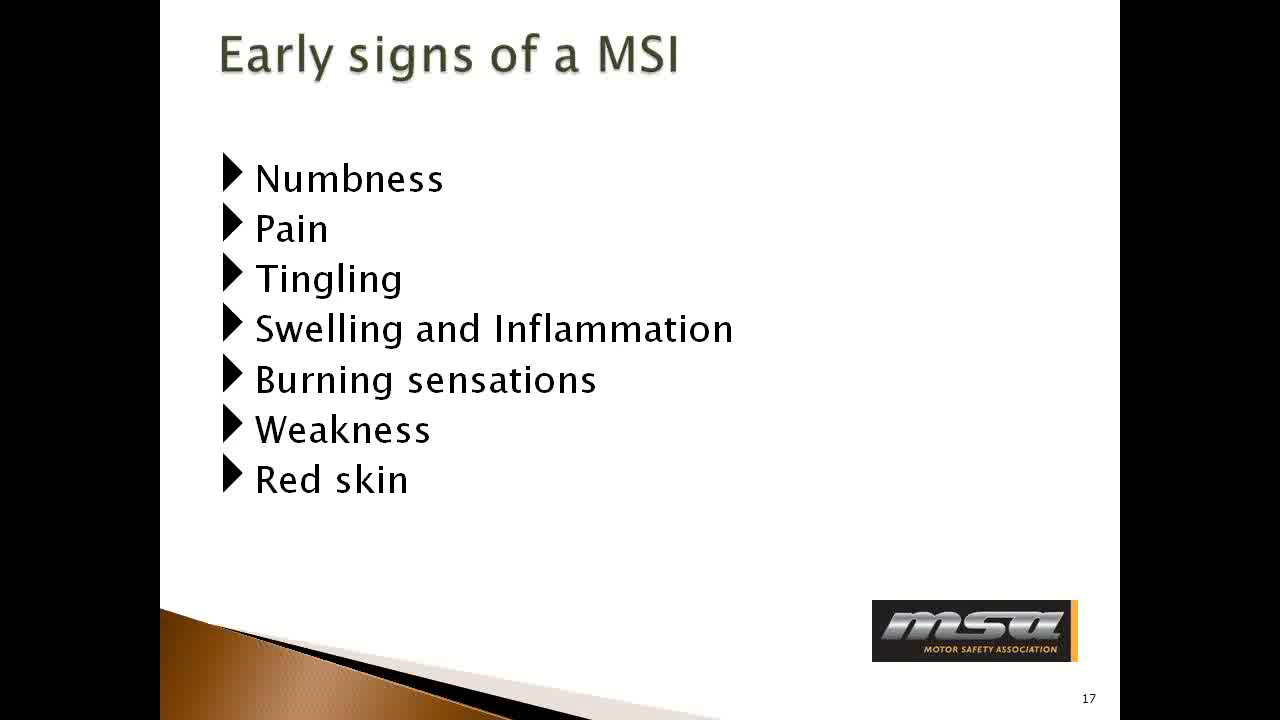 Early signs of a MSI
Numbness
Pain
Tingling
Swelling and Inflammation
Burning sensations
Weakness
Red skin
msa
MOTOR SAFETY ASSOCIATION
17